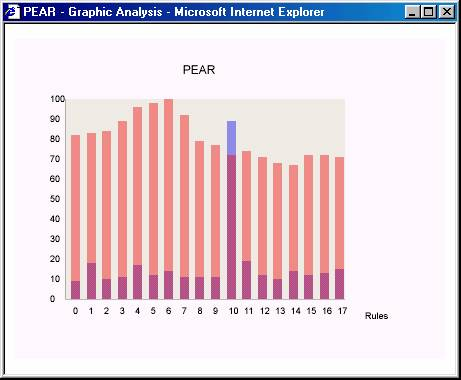 PEAR - Graphic Analysis - Microsoft Internet Explorer
PEAR
100
90
80
70
60
50
40
30
20
10
0
0 1 2 3 4 5 6 7 8 9 10 11 12 13 14 15 16 17
Rules